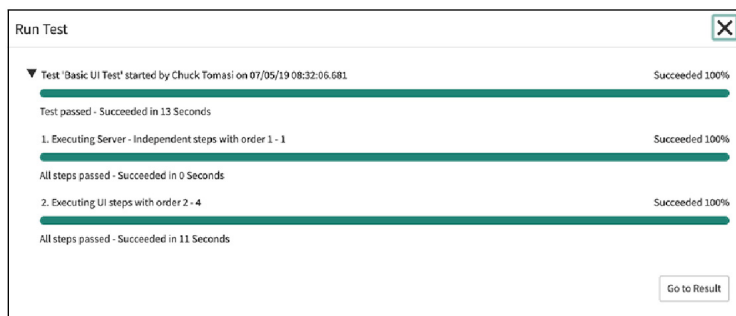 Run Test
Test 'Basic UI Test' started by Chuck Tomasi on 07/05/19 08:32:06.681 Succeeded 100%
Test passed - Succeeded in 13 Seconds
1. Executing Server - Independent steps with order 1 - 1 Succeeded 100%
All steps passed - Succeeded in 0 Seconds
2. Executing UI steps with order 2 - 4 Succeeded 100%
All steps passed - Succeeded in 11 Seconds
Go to Result